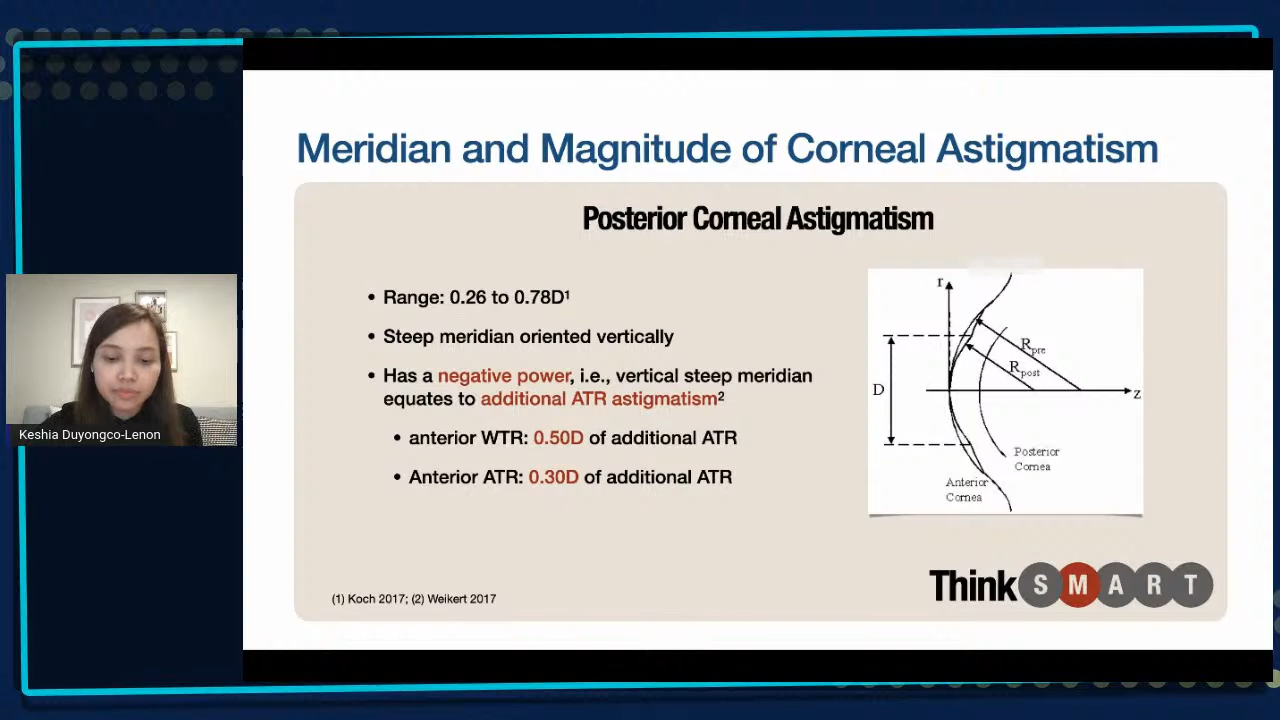 Meridian and Magnitude of Corneal Astigmatism
Posterior Corneal Astigmatism
• Range: 0.26 to 0.78D¹
• Steep meridian oriented vertically
• Has a negative power, i.e., vertical steep meridian
equates to additional ATR astigmatism²
• anterior WTR: 0.50D of additional ATR
• Anterior ATR: 0.30D of additional ATR
r
Rpre
Rpost
D
z
Posterior
Cornea
Anterior
Cornea
Think S M A R T
(1) Koch 2017; (2) Weikert 2017
Keshia Duyongco-Lenon